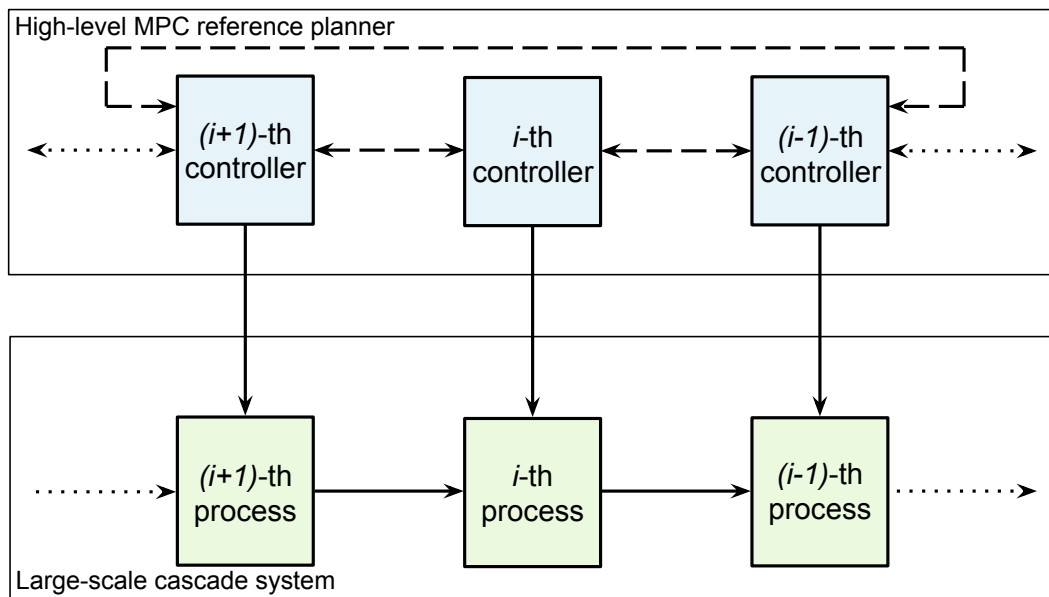 High-level MPC reference planner
(i+1)-th
controller
i-th
controller
(i-1)-th
controller
(i+1)-th
process
i-th
process
(i-1)-th
process
Large-scale cascade system